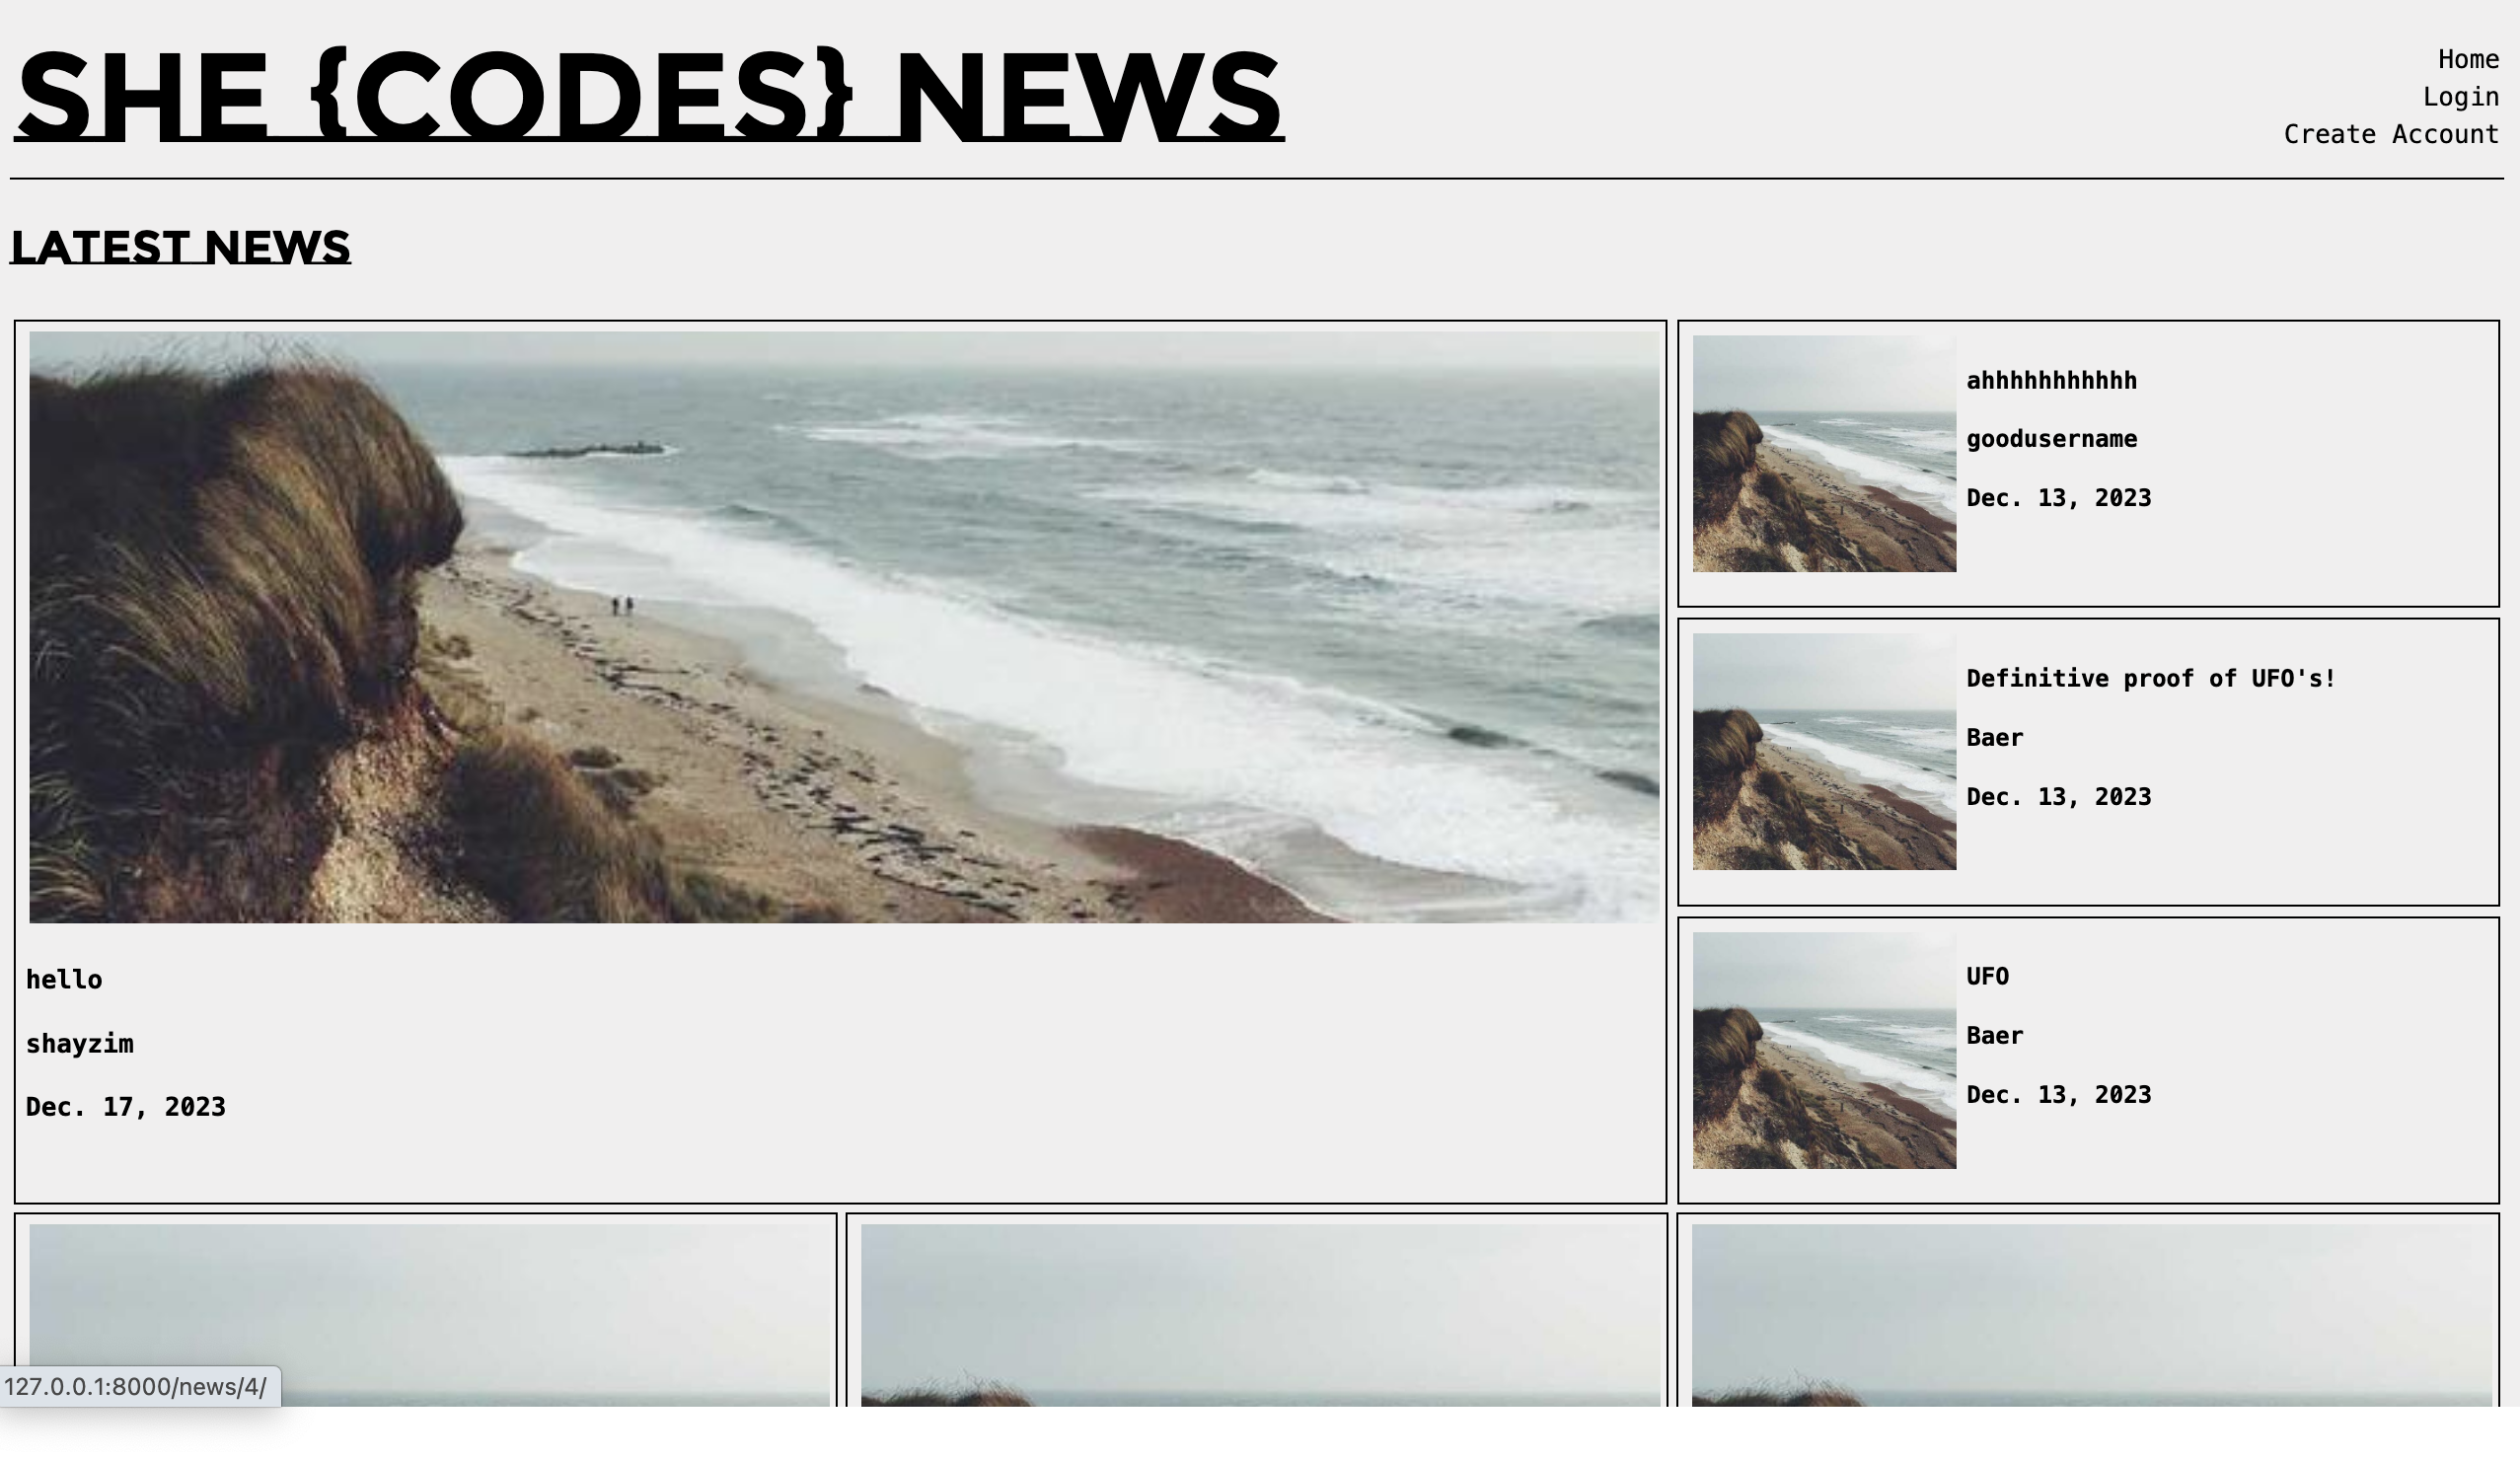 SHE {CODES} NEWS
Home
Login
Create Account
LATEST NEWS
hello
shayzim
Dec. 17, 2023
ahhhhhhhhhhh
goodusername
Dec. 13, 2023
Definitive proof of UFO's!
Baer
Dec. 13, 2023
UFO
Baer
Dec. 13, 2023
127.0.0.1:8000/news/4/